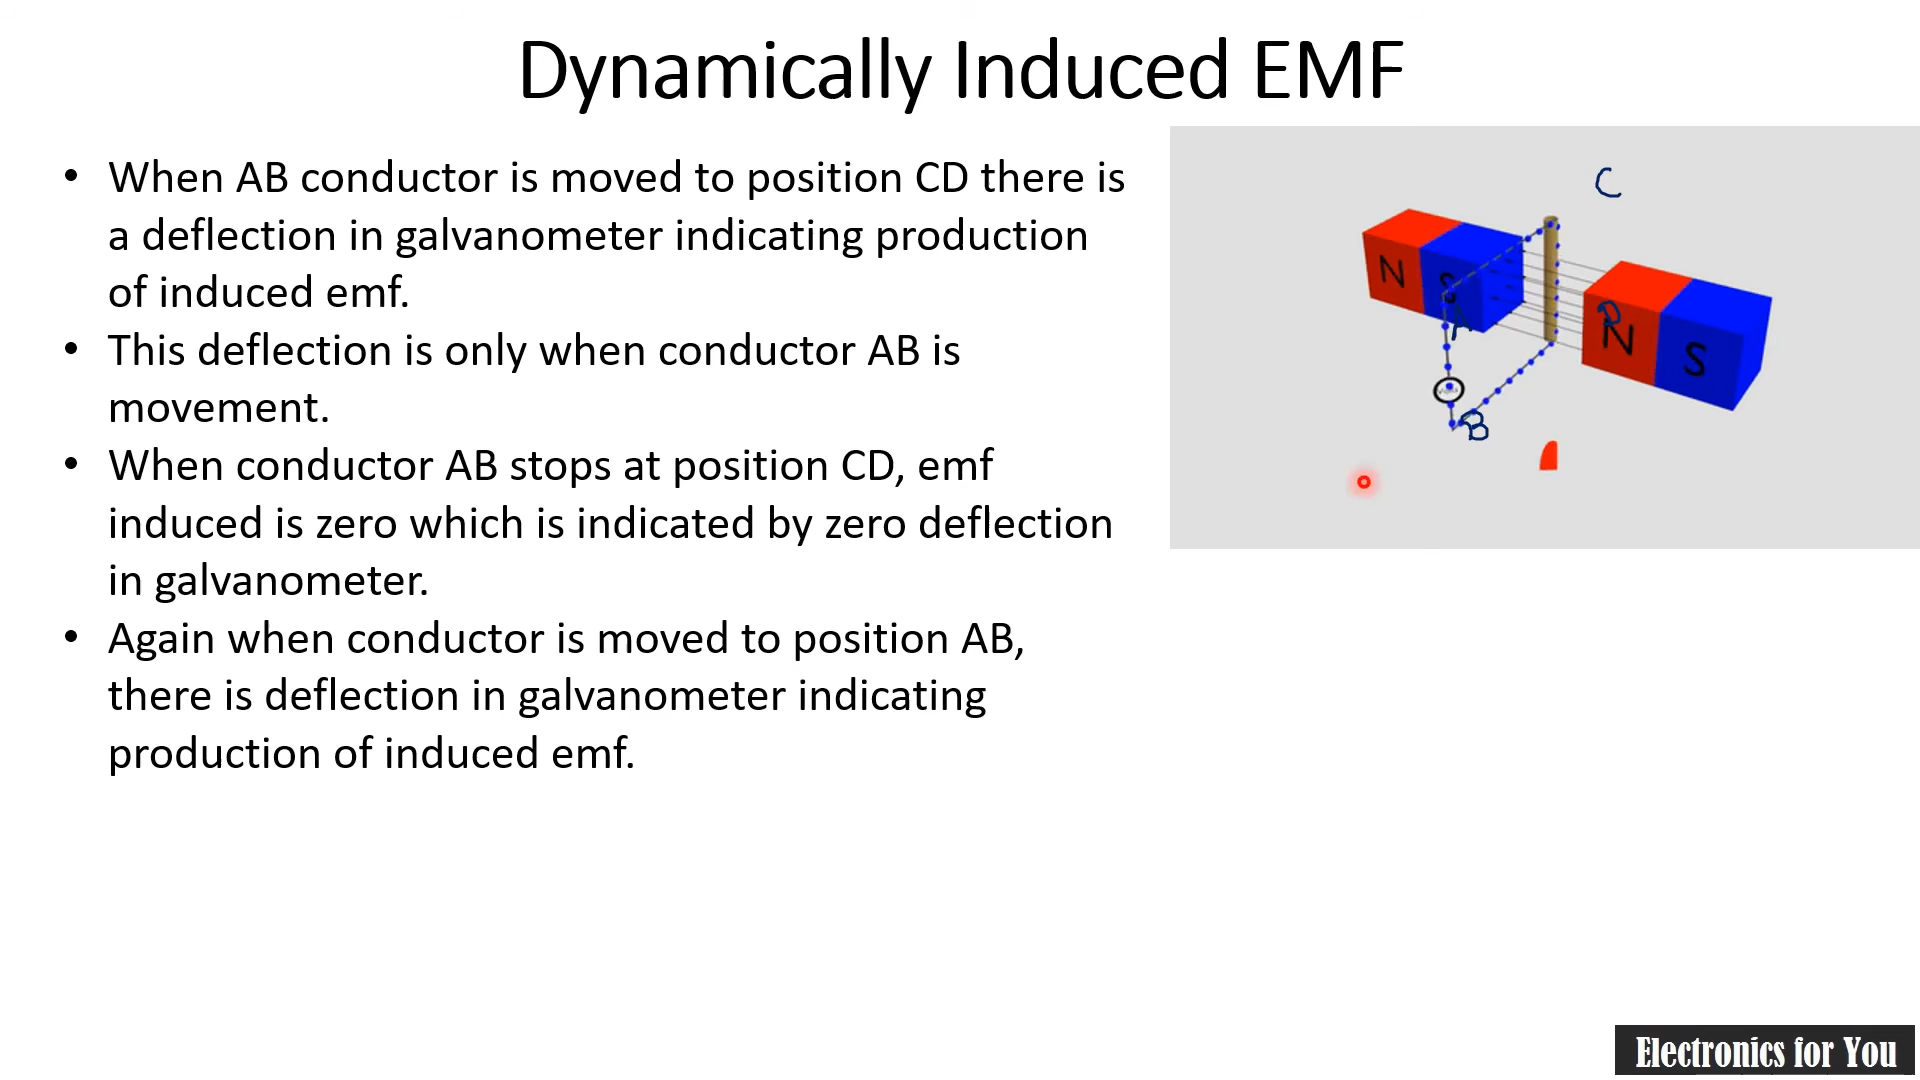 Dynamically Induced EMF
• When AB conductor is moved to position CD there is
a deflection in galvanometer indicating production
of induced emf.
• This deflection is only when conductor AB is
movement.
• When conductor AB stops at position CD, emf
induced is zero which is indicated by zero deflection
in galvanometer.
• Again when conductor is moved to position AB,
there is deflection in galvanometer indicating
production of induced emf.
C
N S
A
D
N S
B
Electronics for You